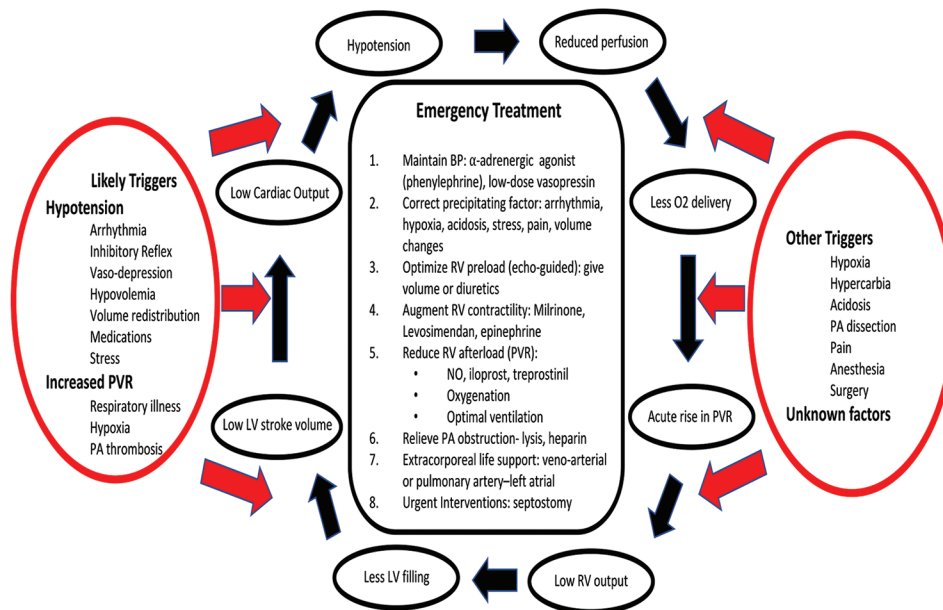 Hypotension
Reduced perfusion
Less O2 delivery
Acute rise in PVR
Low RV output
Less LV filling
Low LV stroke volume
Low Cardiac Output
Likely Triggers
Hypotension
Arrhythmia
Inhibitory Reflex
Vaso-depression
Hypovolemia
Volume redistribution
Medications
Stress
Increased PVR
Respiratory illness
Hypoxia
PA thrombosis
Emergency Treatment
1. Maintain BP: α-adrenergic agonist
(phenylephrine), low-dose vasopressin
2. Correct precipitating factor: arrhythmia,
hypoxia, acidosis, stress, pain, volume
changes
3. Optimize RV preload (echo-guided): give
volume or diuretics
4. Augment RV contractility: Milrinone,
Levosimendan, epinephrine
5. Reduce RV afterload (PVR):
• NO, iloprost, treprostinil
• Oxygenation
• Optimal ventilation
6. Relieve PA obstruction- lysis, heparin
7. Extracorporeal life support: veno-arterial
or pulmonary artery–left atrial
8. Urgent Interventions: septostomy
Other Triggers
Hypoxia
Hypercarbia
Acidosis
PA dissection
Pain
Anesthesia
Surgery
Unknown factors